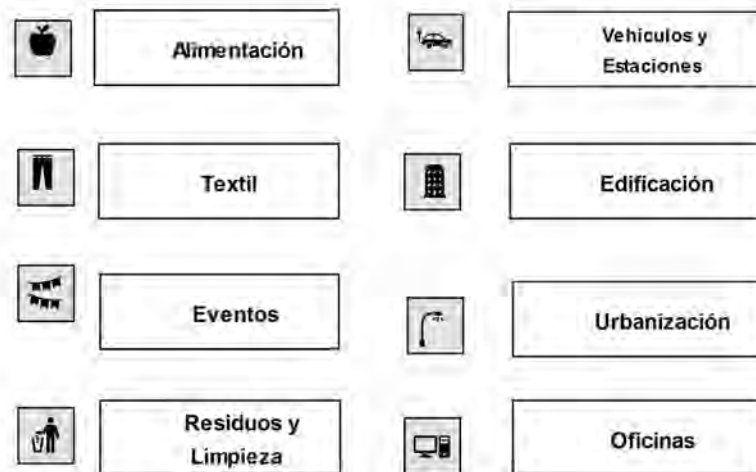 Alimentación
Vehiculos y
Estaciones
Textil
Edificación
Eventos
Urbanización
Residuos y
Limpieza
Oficinas